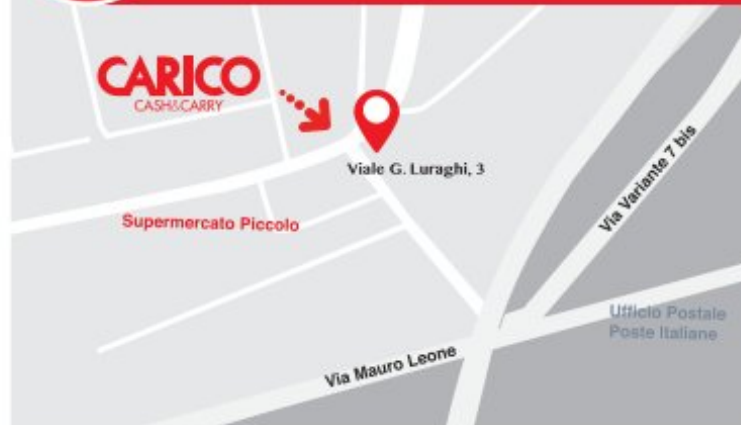 CARICO
CASH&CARRY
Viale G. Luraghi, 3
Supermercato Piccolo
Via Variante 7 bis
Ufficio Postale
Poste Italiane
Via Mauro Leone